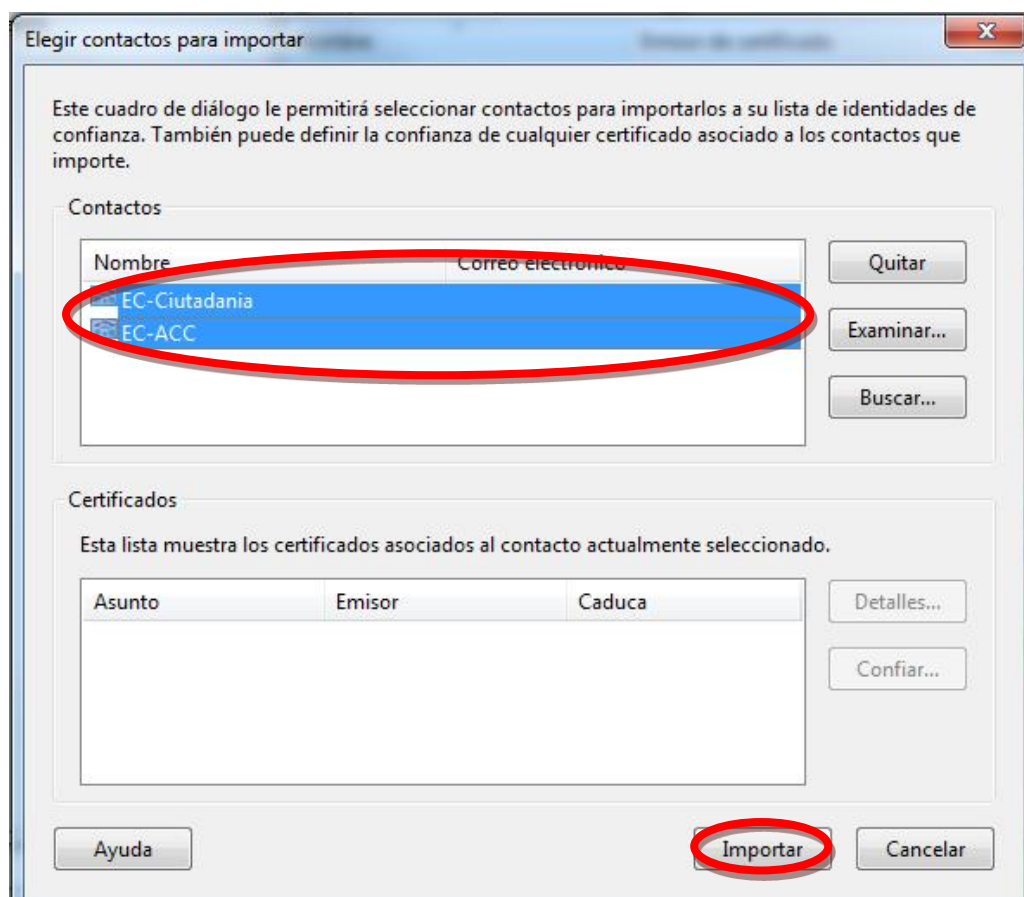 Elegir contactos para importar
Este cuadro de diálogo le permitirá seleccionar contactos para importarlos a su lista de identidades de
confianza. También puede definir la confianza de cualquier certificado asociado a los contactos que
importe.
Contactos
Nombre Correo electrónico
EC-Ciutadania
EC-ACC
Quitar
Examinar...
Buscar...
Certificados
Esta lista muestra los certificados asociados al contacto actualmente seleccionado.
Asunto Emisor Caduca
Detalles...
Confiar...
Ayuda Importar Cancelar